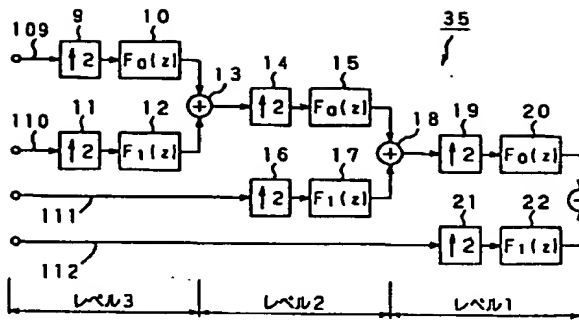 109 9 10 35
↑2 F₀(z) 13 14 15
110 11 12 + ↑2 F₀(z) 18 19 20
↑2 F₁(z) 16 17 + ↑2 F₀(z)
111 ↑2 F₁(z) 21 22
112 ↑2 F₁(z)
レベル3 レベル2 レベル1